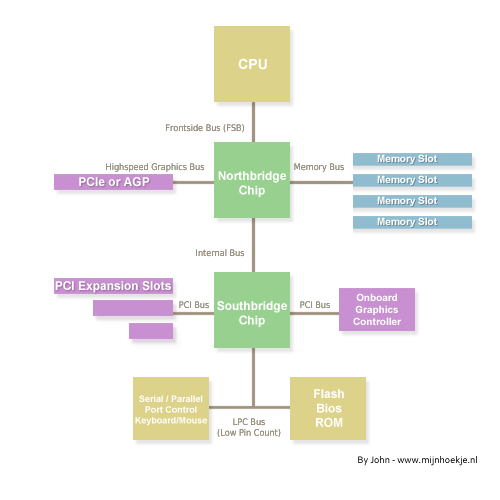 CPU
Frontside Bus (FSB)
Highspeed Graphics Bus
Memory Bus
PCIe or AGP
Northbridge
Chip
Memory Slot
Memory Slot
Memory Slot
Memory Slot
Internal Bus
PCI Expansion Slots
PCI Bus
Southbridge
Chip
PCI Bus
Onboard
Graphics
Controller
Serial / Parallel
Port Control
Keyboard/Mouse
LPC Bus
(Low Pin Count)
Flash
Bios
ROM
By John - www.mijnhoekje.nl